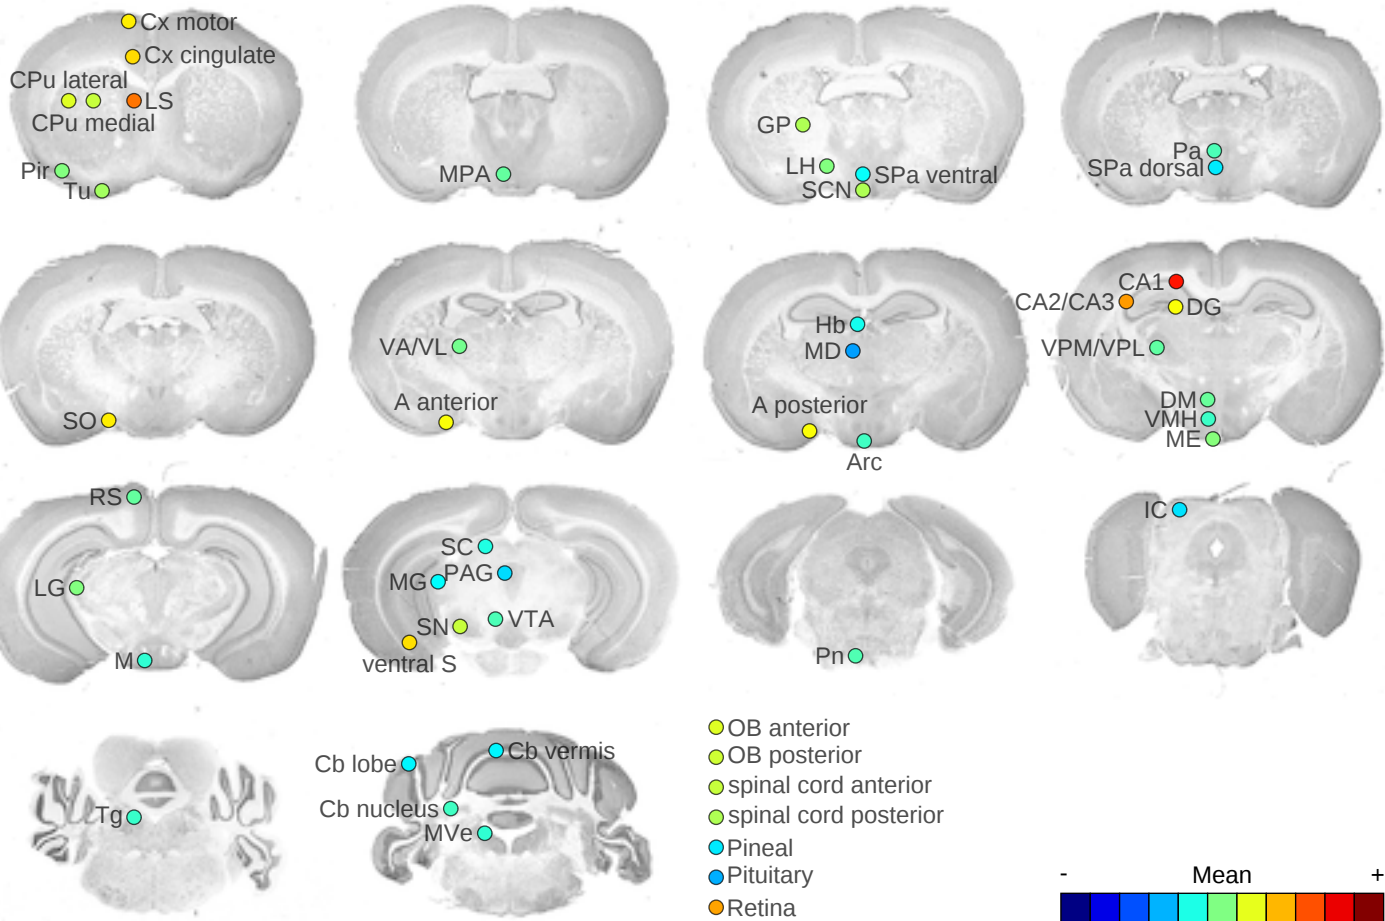 Cx motor
Cx cingulate
CPu lateral
LS
CPu medial
Pir
Tu
MPA
GP
LH
SPa ventral
SCN
Pa
SPa dorsal
SO
VA/VL
A anterior
Hb
MD
A posterior
Arc
CA1
CA2/CA3
DG
VPM/VPL
DM
VMH
ME
RS
LG
M
SC
MG
PAG
SN
VTA
ventral S
Pn
IC
Tg
Cb lobe
Cb vermis
Cb nucleus
MVe
OB anterior
OB posterior
spinal cord anterior
spinal cord posterior
Pineal
Pituitary
Retina
- Mean +